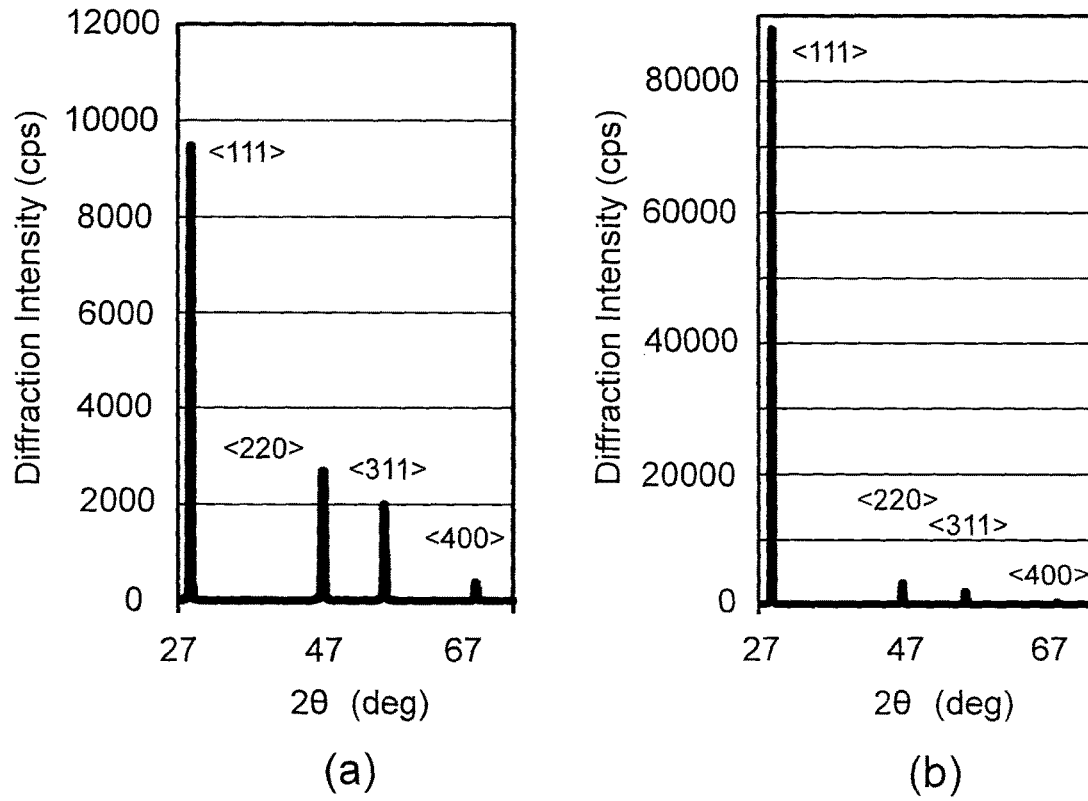 12000
10000
8000
6000
4000
2000
0
Diffraction Intensity (cps)
<111>
<220>
<311>
<400>
27 47 67
2θ (deg)
(a)
80000
60000
40000
20000
0
Diffraction Intensity (cps)
<111>
<220>
<311>
<400>
27 47 67
2θ (deg)
(b)